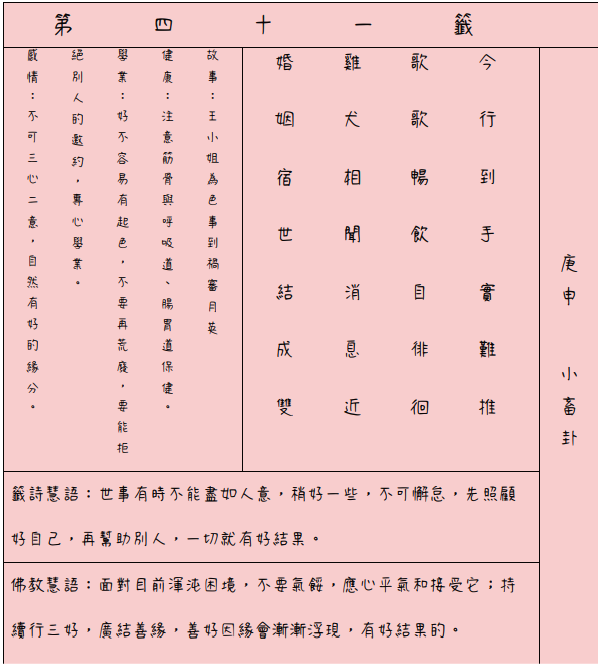 第四十一籤
庚申 小畜卦
今行到手實難推
歌歌暢飲自徘徊
雞犬相聞消息近
婚姻宿世結成雙
故事：王小姐為色事到禍審月英
健康：注意筋骨與呼吸道、腸胃道保健。
學業：好不容易有起色，不要再荒廢，要能拒
絕別人的邀約，專心學業。
感情：不可三心二意，自然有好的緣分。
籤詩慧語：世事有時不能盡如人意，稍好一些，不可懈怠，先照顧
好自己，再幫助別人，一切就有好結果。
佛教慧語：面對目前渾沌困境，不要氣餒，應心平氣和接受它；持
續行三好，廣結善緣，善好因緣會漸漸浮現，有好結果的。